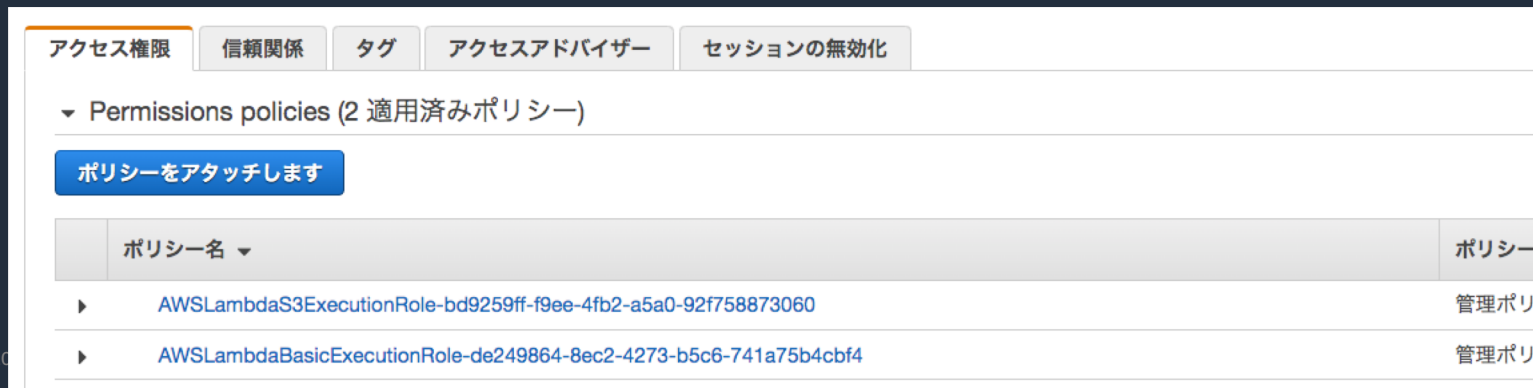 アクセス権限 信頼関係 タグ アクセスアドバイザー セッションの無効化
Permissions policies (2 適用済みポリシー)
ポリシーをアタッチします
ポリシー名 ポリシー
AWSLambdaS3ExecutionRole-bd9259ff-f9ee-4fb2-a5a0-92f758873060 管理ポリ
AWSLambdaBasicExecutionRole-de249864-8ec2-4273-b5c6-741a75b4cbf4 管理ポリ